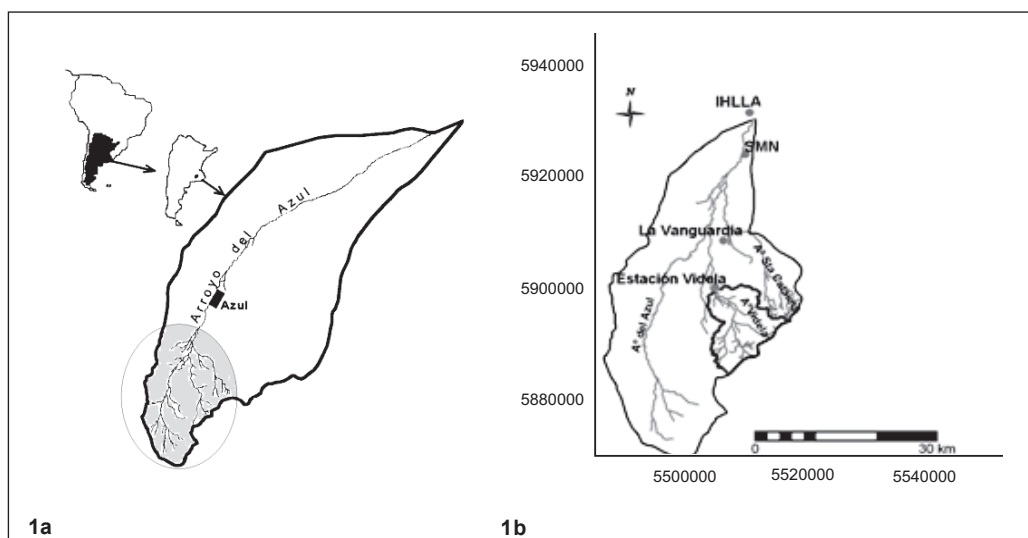 Arroyo del Azul
Azul
1a
5940000
5920000
5900000
5880000
N
IHLLA
SMN
La Vanguardia
Estación Videla
Aº del Azul
Aº Videla
30 km
5500000
5520000
5540000
1b